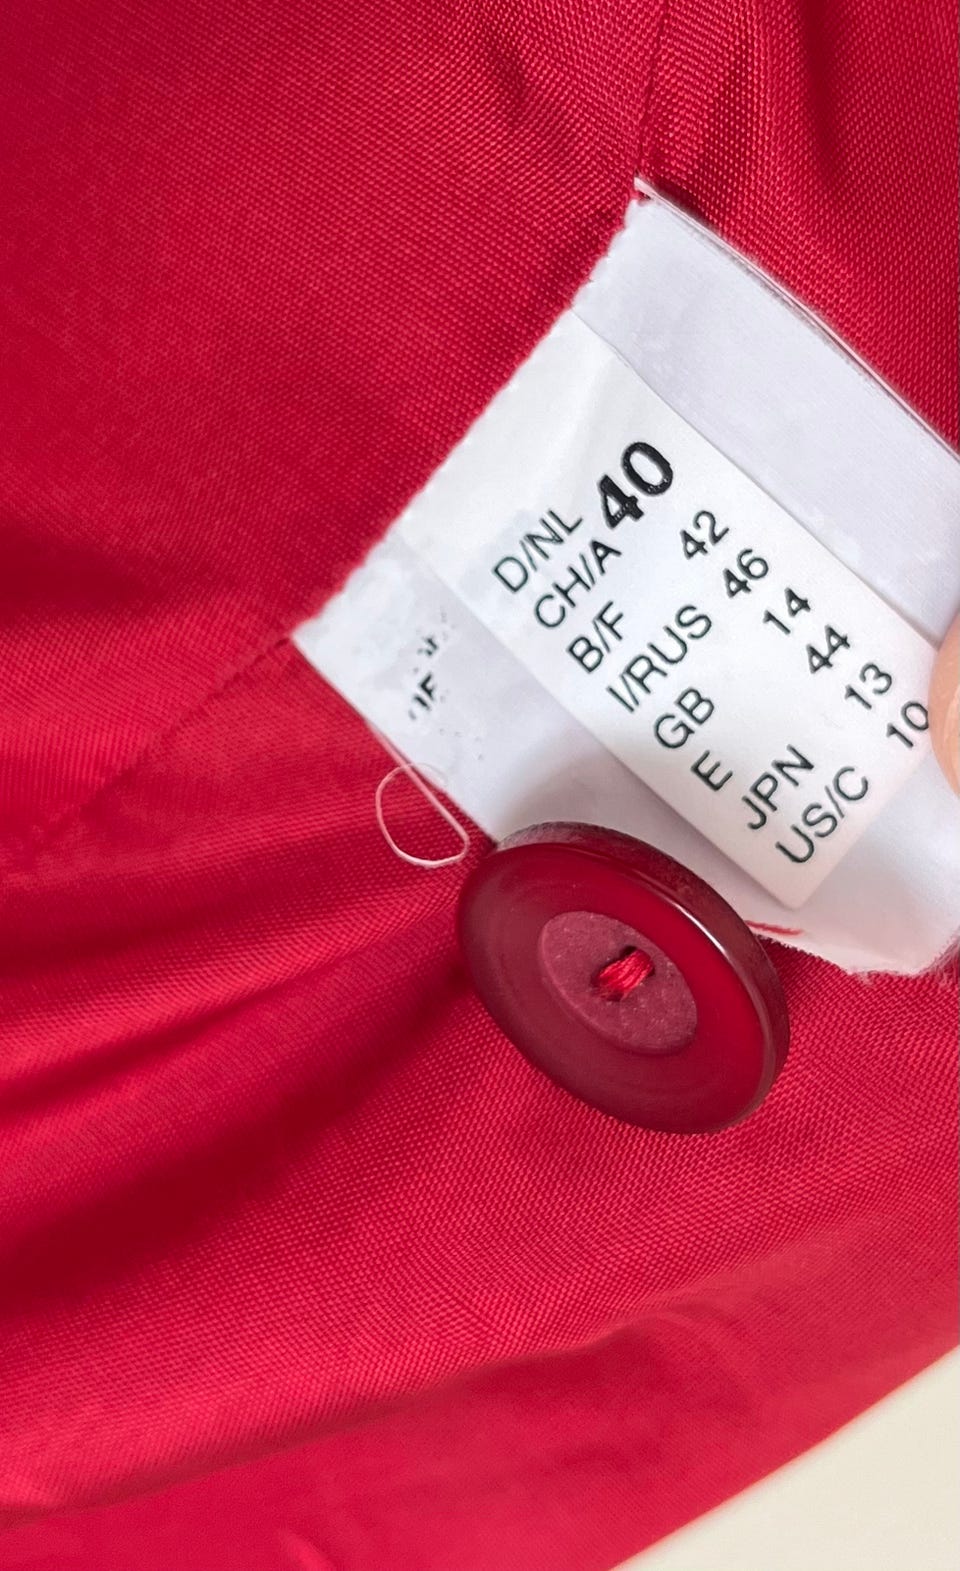 D/NL
CH/A 40
B/F 42
I/RUS 46
GB 14
E 44
JPN 13
US/C 10